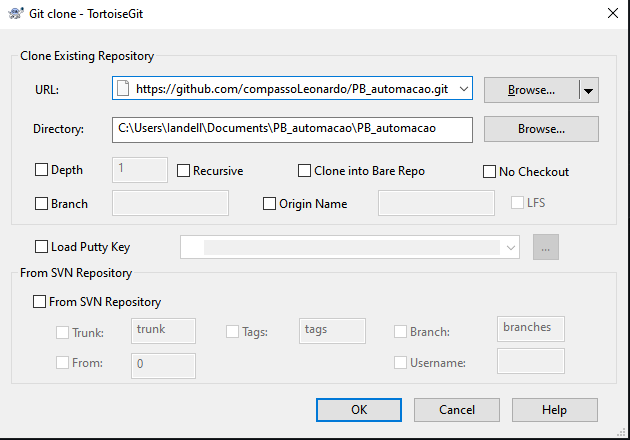 Git clone - TortoiseGit
Clone Existing Repository
URL: https://github.com/compassoLeonardo/PB_automacao.git Browse...
Directory: C:\Users\landell\Documents\PB_automacao\PB_automacao Browse...
Depth 1 Recursive Clone into Bare Repo No Checkout
Branch Origin Name LFS
Load Putty Key ...
From SVN Repository
From SVN Repository
Trunk: trunk Tags: tags Branch: branches
From: 0 Username:
OK Cancel Help